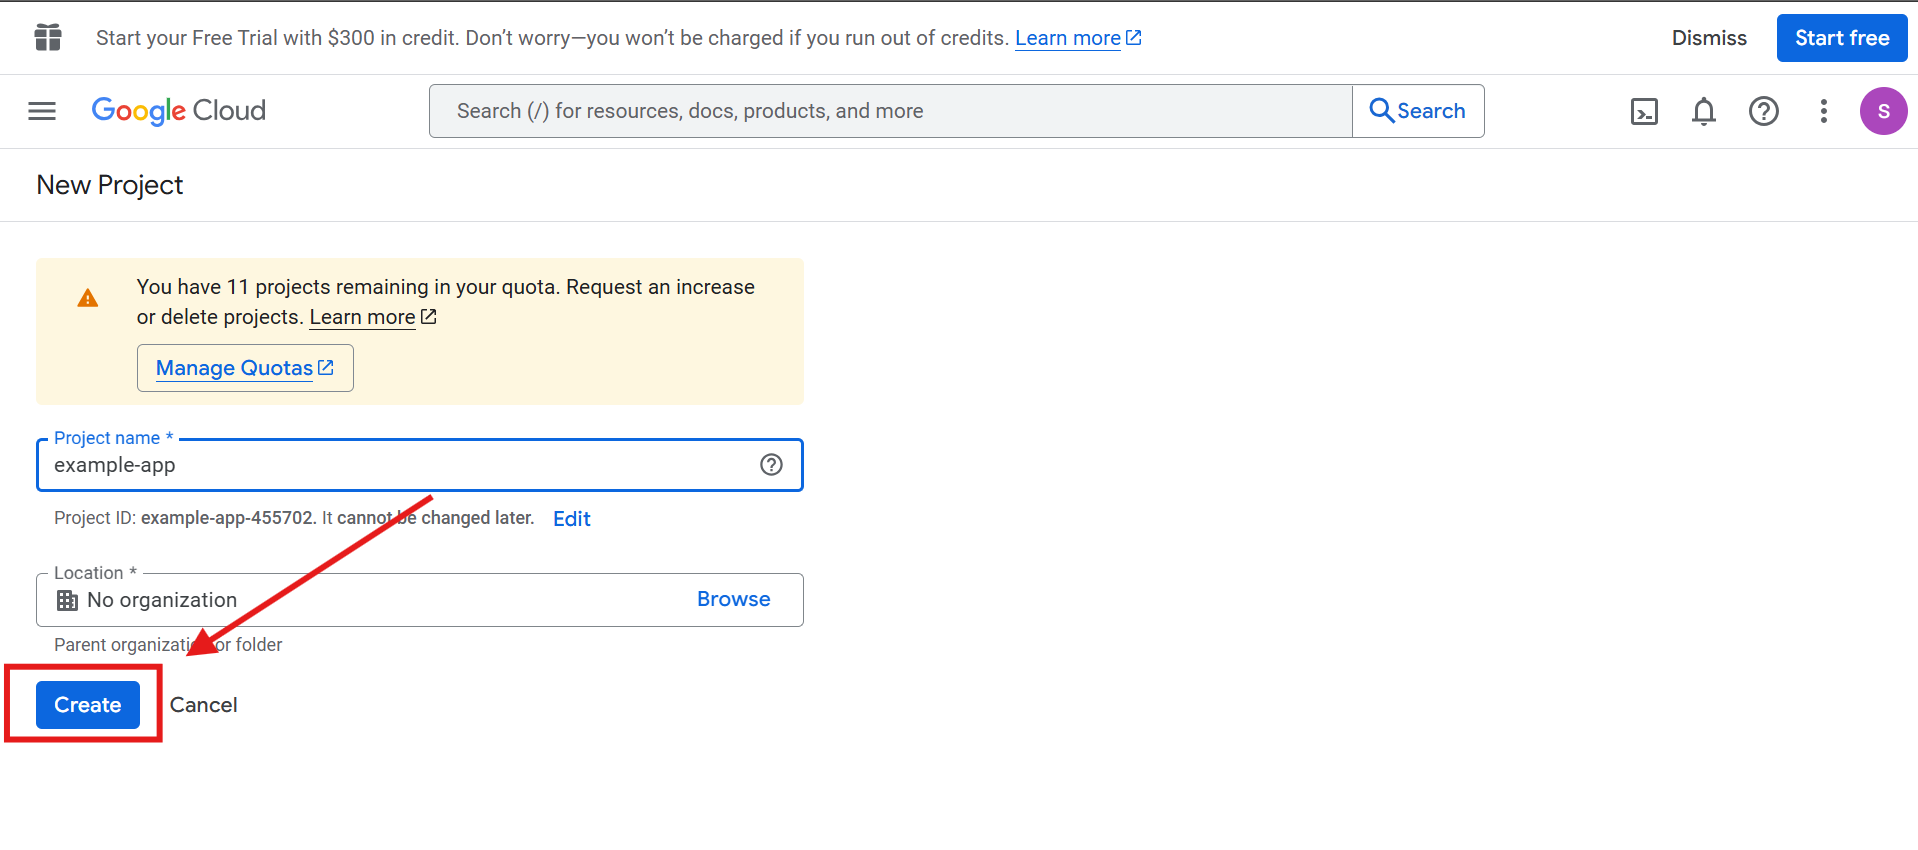 Start your Free Trial with $300 in credit. Don’t worry—you won’t be charged if you run out of credits. Learn more
Dismiss
Start free
Google Cloud
Search (/) for resources, docs, products, and more
Search
S
New Project
You have 11 projects remaining in your quota. Request an increase
or delete projects. Learn more
Manage Quotas
Project name *
example-app
Project ID: example-app-455702. It cannot be changed later. Edit
Location *
No organization
Browse
Parent organization or folder
Create
Cancel